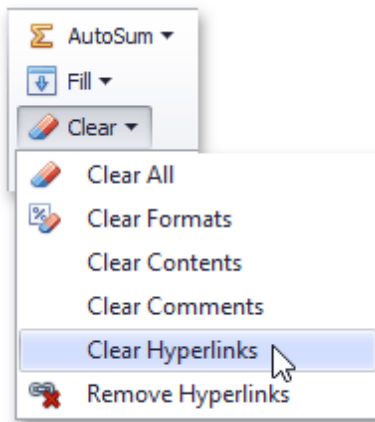 AutoSum
Fill
Clear
Clear All
Clear Formats
Clear Contents
Clear Comments
Clear Hyperlinks
Remove Hyperlinks